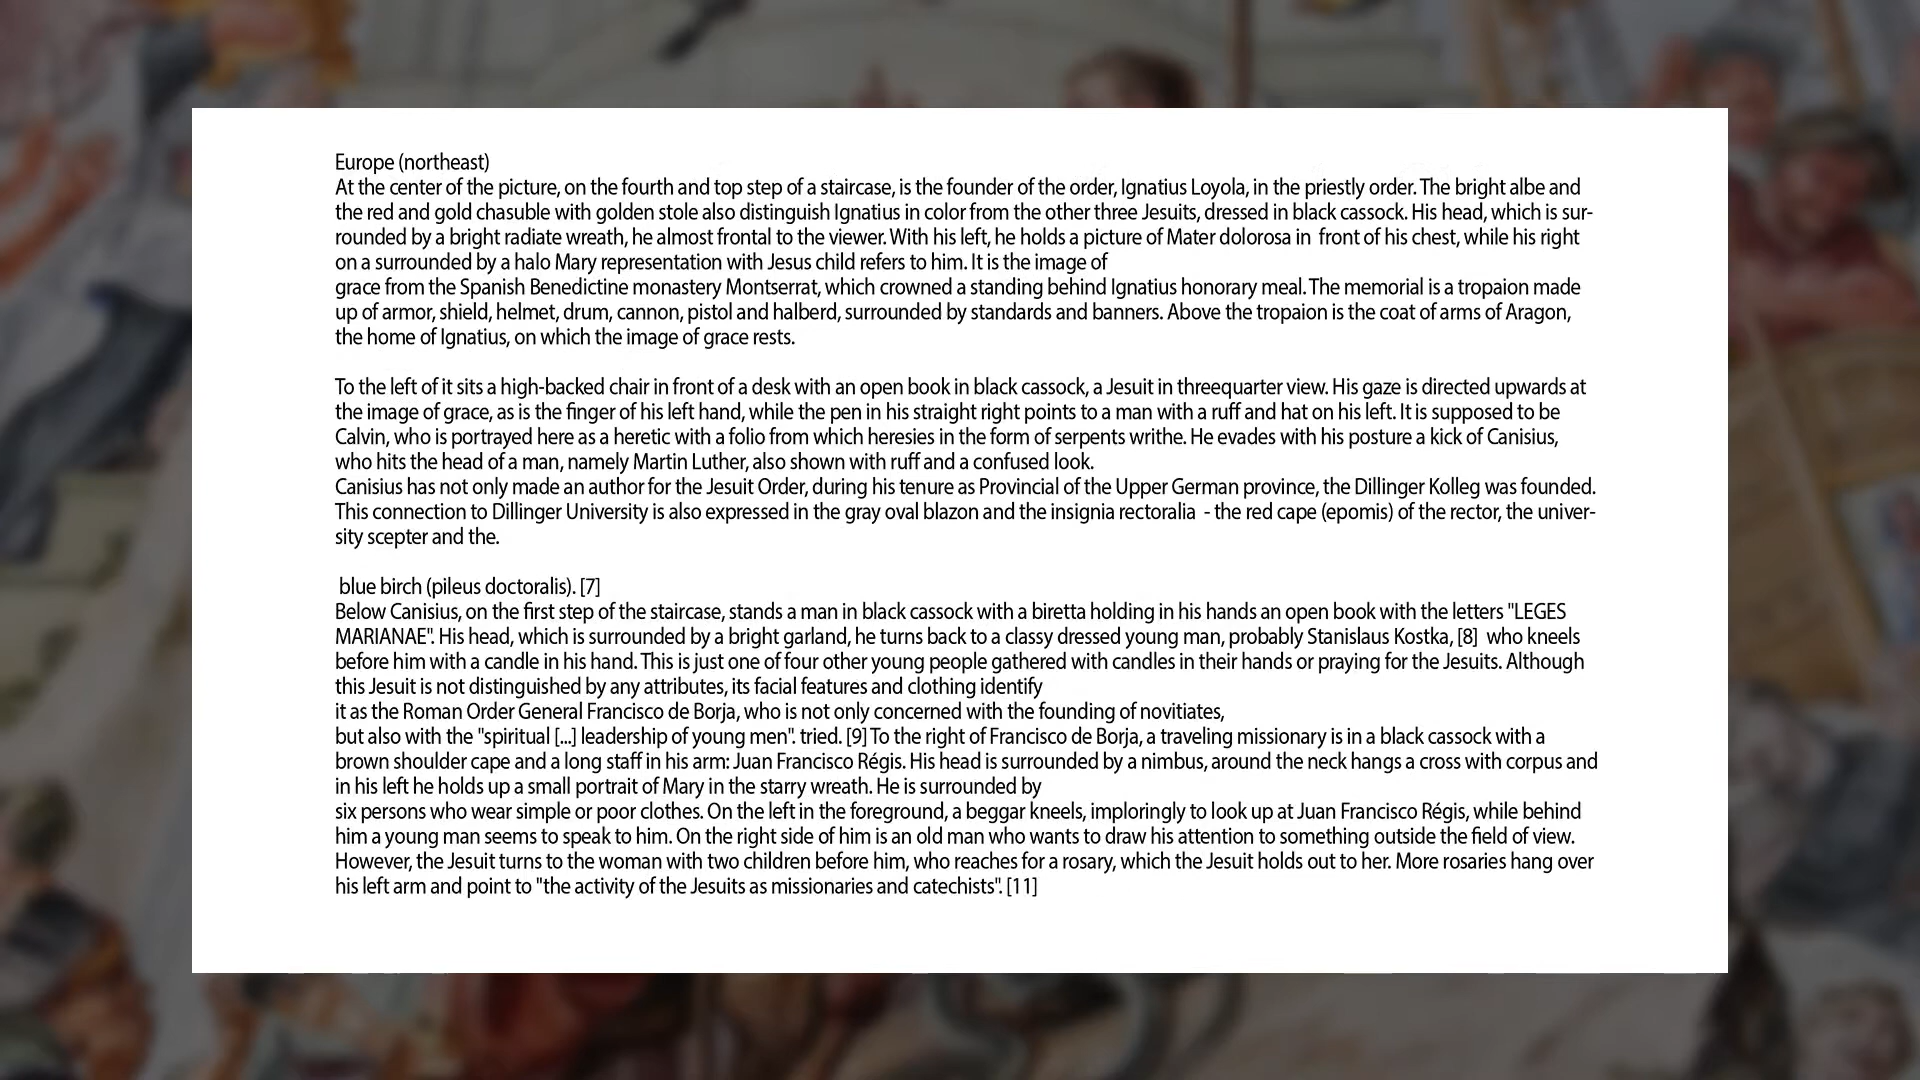 Europe (northeast)
At the center of the picture, on the fourth and top step of a staircase, is the founder of the order, Ignatius Loyola, in the priestly order. The bright albe and
the red and gold chasuble with golden stole also distinguish Ignatius in color from the other three Jesuits, dressed in black cassock. His head, which is sur-
rounded by a bright radiate wreath, he almost frontal to the viewer. With his left, he holds a picture of Mater dolorosa in  front of his chest, while his right
on a surrounded by a halo Mary representation with Jesus child refers to him. It is the image of
grace from the Spanish Benedictine monastery Montserrat, which crowned a standing behind Ignatius honorary meal. The memorial is a tropaion made
up of armor, shield, helmet, drum, cannon, pistol and halberd, surrounded by standards and banners. Above the tropaion is the coat of arms of Aragon,
the home of Ignatius, on which the image of grace rests.
To the left of it sits a high-backed chair in front of a desk with an open book in black cassock, a Jesuit in threequarter view. His gaze is directed upwards at
the image of grace, as is the finger of his left hand, while the pen in his straight right points to a man with a ruff and hat on his left. It is supposed to be
Calvin, who is portrayed here as a heretic with a folio from which heresies in the form of serpents writhe. He evades with his posture a kick of Canisius,
who hits the head of a man, namely Martin Luther, also shown with ruff and a confused look.
Canisius has not only made an author for the Jesuit Order, during his tenure as Provincial of the Upper German province, the Dillinger Kolleg was founded.
This connection to Dillinger University is also expressed in the gray oval blazon and the insignia rectoralia  - the red cape (epomis) of the rector, the univer-
sity scepter and the.
blue birch (pileus doctoralis). [7]
Below Canisius, on the first step of the staircase, stands a man in black cassock with a biretta holding in his hands an open book with the letters "LEGES
MARIANAE". His head, which is surrounded by a bright garland, he turns back to a classy dressed young man, probably Stanislaus Kostka, [8]  who kneels
before him with a candle in his hand. This is just one of four other young people gathered with candles in their hands or praying for the Jesuits. Although
this Jesuit is not distinguished by any attributes, its facial features and clothing identify
it as the Roman Order General Francisco de Borja, who is not only concerned with the founding of novitiates,
but also with the "spiritual [...] leadership of young men". tried. [9] To the right of Francisco de Borja, a traveling missionary is in a black cassock with a
brown shoulder cape and a long staff in his arm: Juan Francisco Régis. His head is surrounded by a nimbus, around the neck hangs a cross with corpus and
in his left he holds up a small portrait of Mary in the starry wreath. He is surrounded by
six persons who wear simple or poor clothes. On the left in the foreground, a beggar kneels, imploringly to look up at Juan Francisco Régis, while behind
him a young man seems to speak to him. On the right side of him is an old man who wants to draw his attention to something outside the field of view.
However, the Jesuit turns to the woman with two children before him, who reaches for a rosary, which the Jesuit holds out to her. More rosaries hang over
his left arm and point to "the activity of the Jesuits as missionaries and catechists". [11]